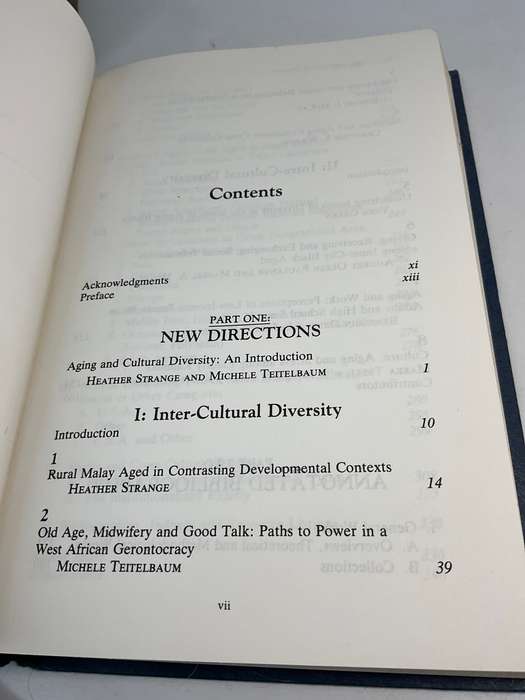 Contents
Acknowledgments xi
Preface xiii
PART ONE:
NEW DIRECTIONS
Aging and Cultural Diversity: An Introduction
HEATHER STRANGE AND MICHELE TEITELBAUM 1
I: Inter-Cultural Diversity
Introduction 10
1
Rural Malay Aged in Contrasting Developmental Contexts
HEATHER STRANGE 14
2
Old Age, Midwifery and Good Talk: Paths to Power in a
West African Gerontocracy
MICHELE TEITELBAUM 39
vii